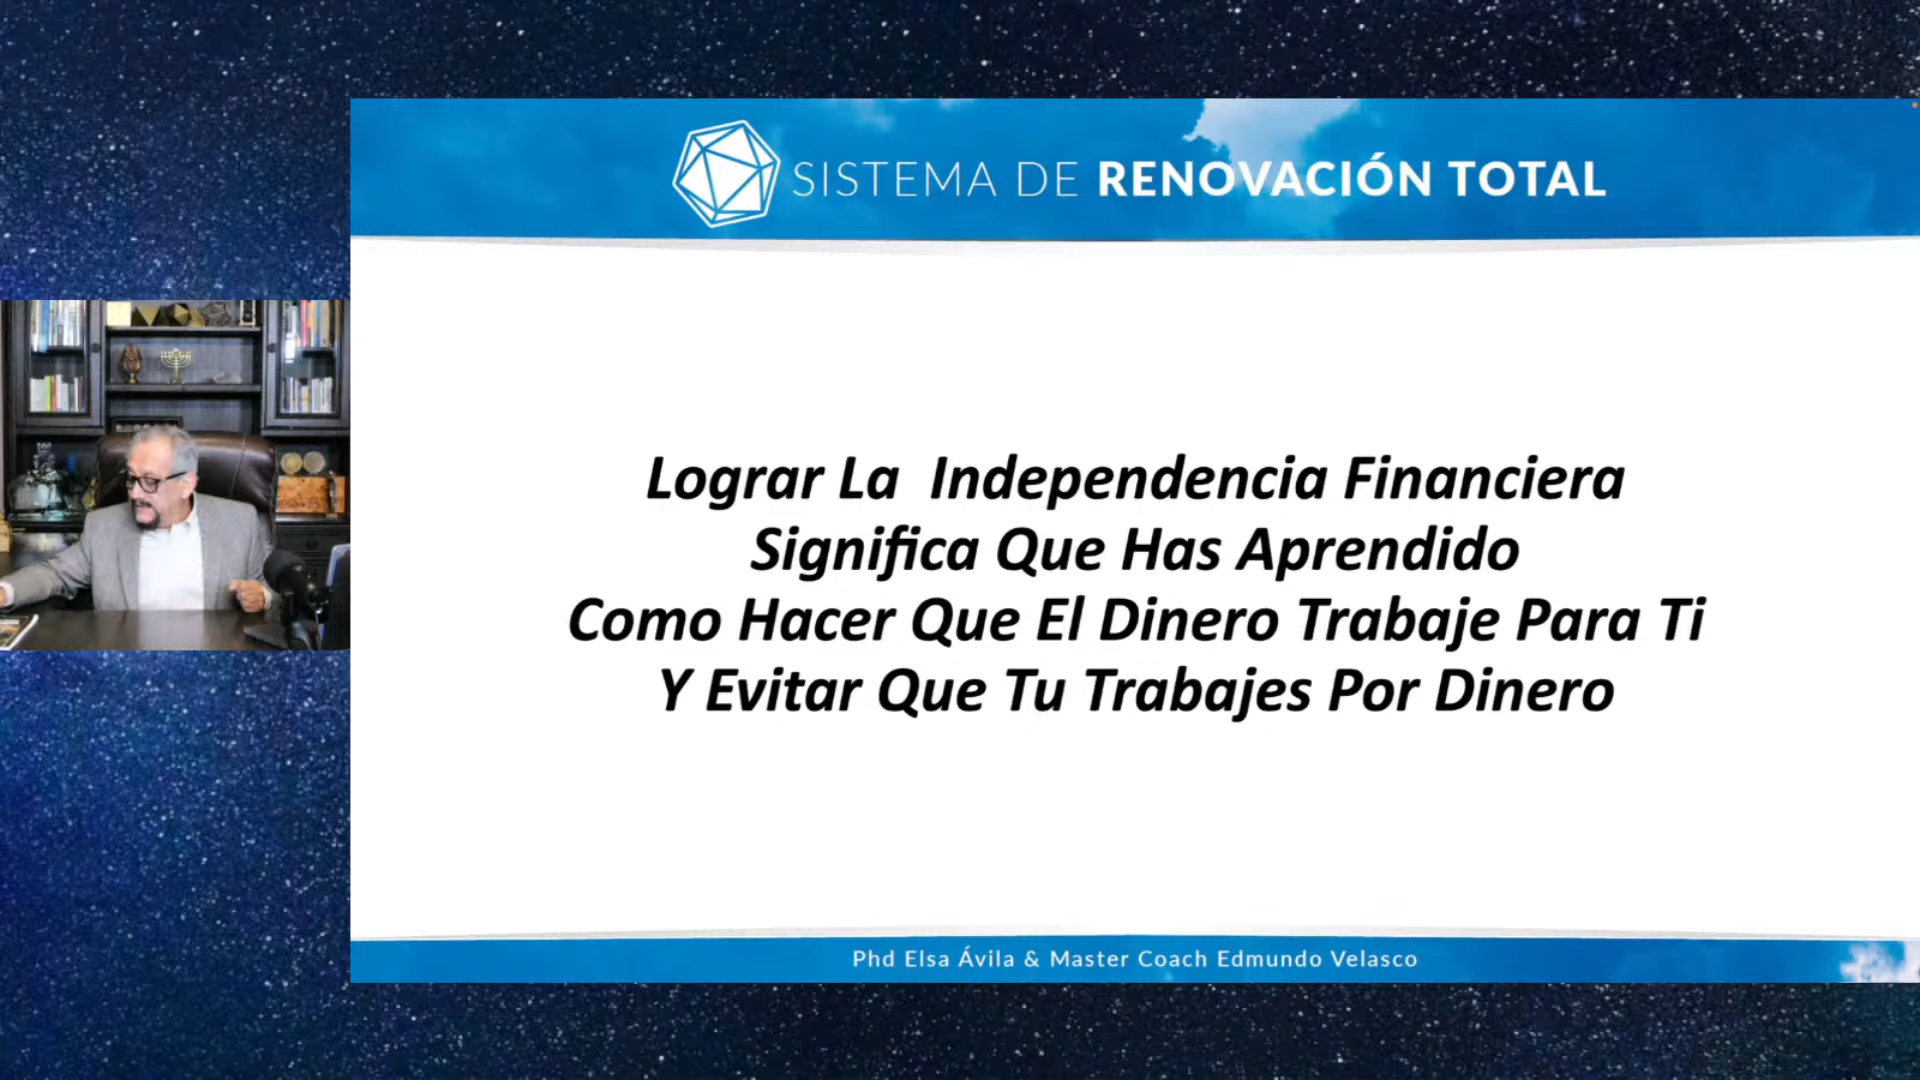 SISTEMA DE RENOVACIÓN TOTAL
Lograr La  Independencia Financiera
Significa Que Has Aprendido
Como Hacer Que El Dinero Trabaje Para Ti
Y Evitar Que Tu Trabajes Por Dinero
Phd Elsa Ávila & Master Coach Edmundo Velasco